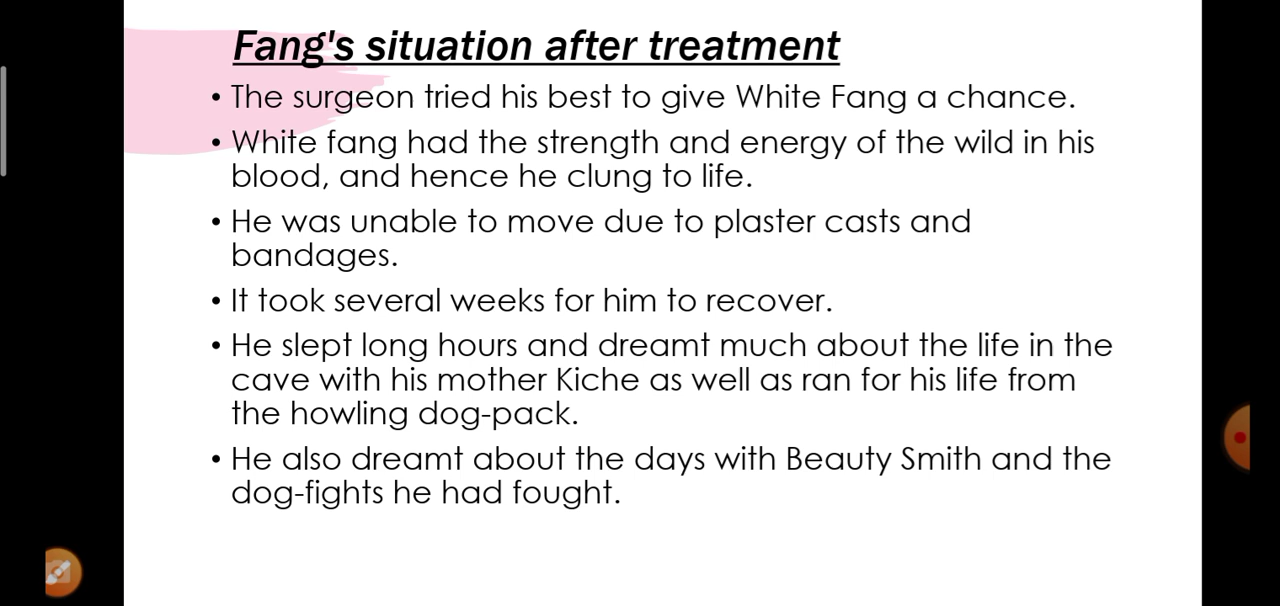 Fang's situation after treatment
• The surgeon tried his best to give White Fang a chance.
• White fang had the strength and energy of the wild in his
blood, and hence he clung to life.
• He was unable to move due to plaster casts and
bandages.
• It took several weeks for him to recover.
• He slept long hours and dreamt much about the life in the
cave with his mother Kiche as well as ran for his life from
the howling dog-pack.
• He also dreamt about the days with Beauty Smith and the
dog-fights he had fought.